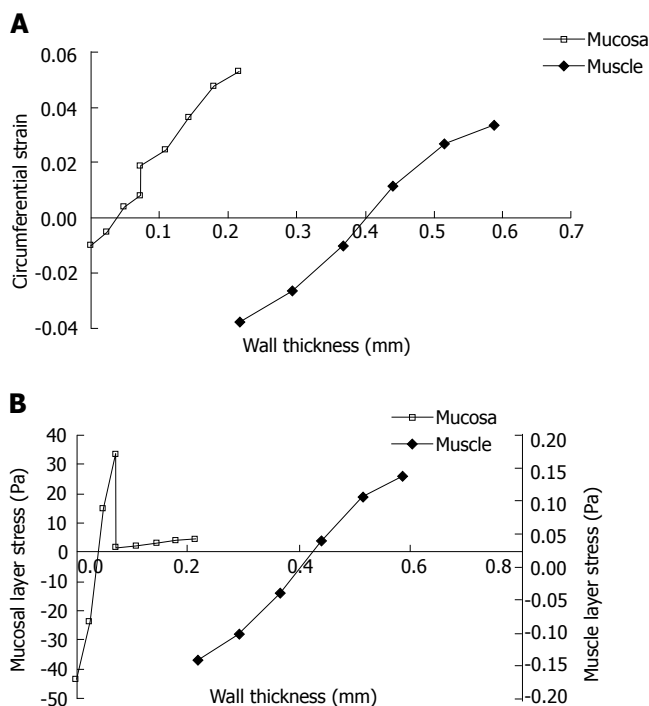 A
Mucosa
Muscle
0.06
0.04
0.02
0.00
-0.02
-0.04
Circumferential strain
0.1 0.2 0.3 0.4 0.5 0.6 0.7
Wall thickness (mm)
B
Mucosa
Muscle
40
30
20
10
0
-10
-20
-30
-40
-50
Mucosal layer stress (Pa)
0.0 0.2 0.4 0.6 0.8
0.20
0.15
0.10
0.05
0.00
-0.05
-0.10
-0.15
-0.20
Muscle layer stress (Pa)
Wall thickness (mm)